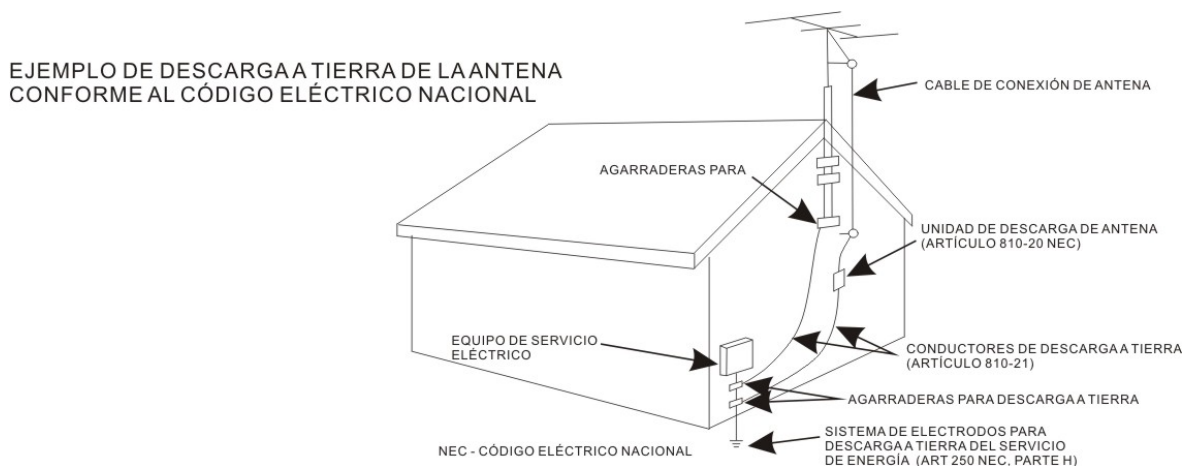 EJEMPLO DE DESCARGA A TIERRA DE LA ANTENA
CONFORME AL CÓDIGO ELÉCTRICO NACIONAL
CABLE DE CONEXIÓN DE ANTENA
AGARRADERAS PARA
UNIDAD DE DESCARGA DE ANTENA
(ARTÍCULO 810-20 NEC)
EQUIPO DE SERVICIO
ELÉCTRICO
CONDUCTORES DE DESCARGA A TIERRA
(ARTÍCULO 810-21)
AGARRADERAS PARA DESCARGA A TIERRA
NEC - CÓDIGO ELÉCTRICO NACIONAL
SISTEMA DE ELECTRODOS PARA
DESCARGA A TIERRA DEL SERVICIO
DE ENERGÍA (ART 250 NEC, PARTE H)